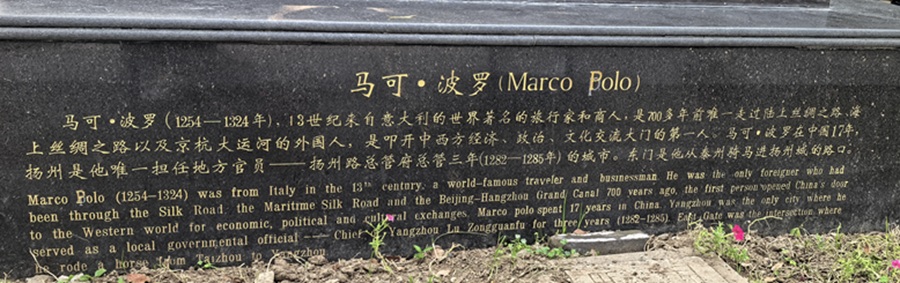 马可·波罗(Marco Polo)
马可·波罗(1254—1324年),13世纪来自意大利的世界著名的旅行家和商人,是700多年前唯一走过陆上丝绸之路、海
上丝绸之路以及京杭大运河的外国人,是叩开中西方经济、政治、文化交流大门的第一人。马可·波罗在中国17年,
扬州是他唯一担任地方官员——扬州路总管府总管三年(1282—1285年)的城市。东门是他从泰州骑马进扬州城的路口。
Marco Polo (1254—1324) was from Italy in the 13th century, a world-famous traveler and businessman. He was the only foreigner who had
been through the Silk Road, the Maritime Silk Road and the Beijing-Hangzhou Grand Canal 700 years ago, the first person opened China's door
to the Western world for economic, political and cultural exchanges. Marco polo spent 17 years in China. Yangzhou was the only city where he
served as a local governmental official — Chief Yangzhou Lu Zongguanfu for three years (1282-1285). East Gate was the intersection where
he rode a horse from Taizhou to Yangzhou